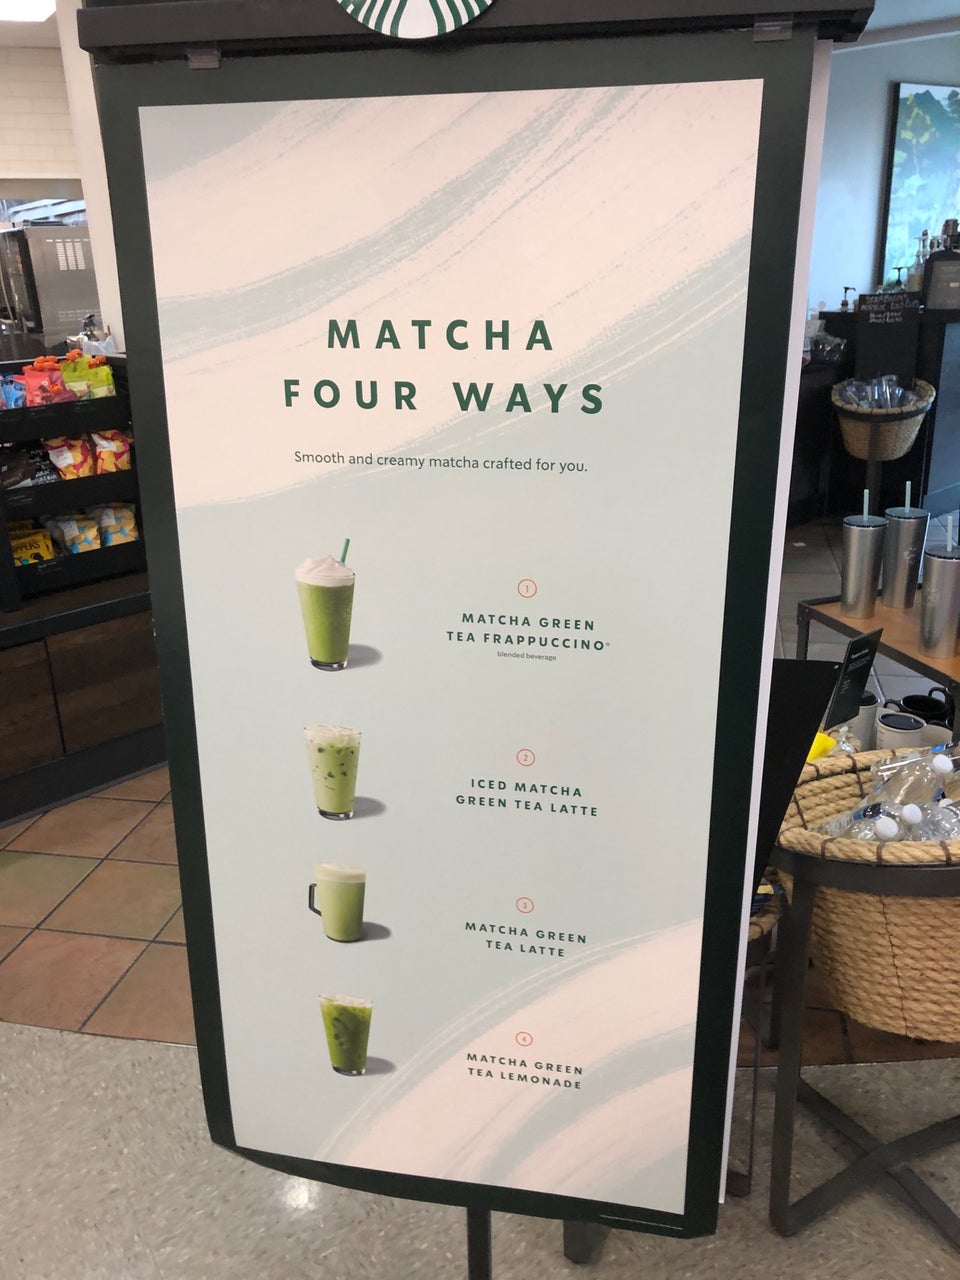 MATCHA
FOUR WAYS
Smooth and creamy matcha crafted for you.
1
MATCHA GREEN
TEA FRAPPUCCINO®
blended beverage
2
ICED MATCHA
GREEN TEA LATTE
3
MATCHA GREEN
TEA LATTE
4
MATCHA GREEN
TEA LEMONADE
STARBUCKS